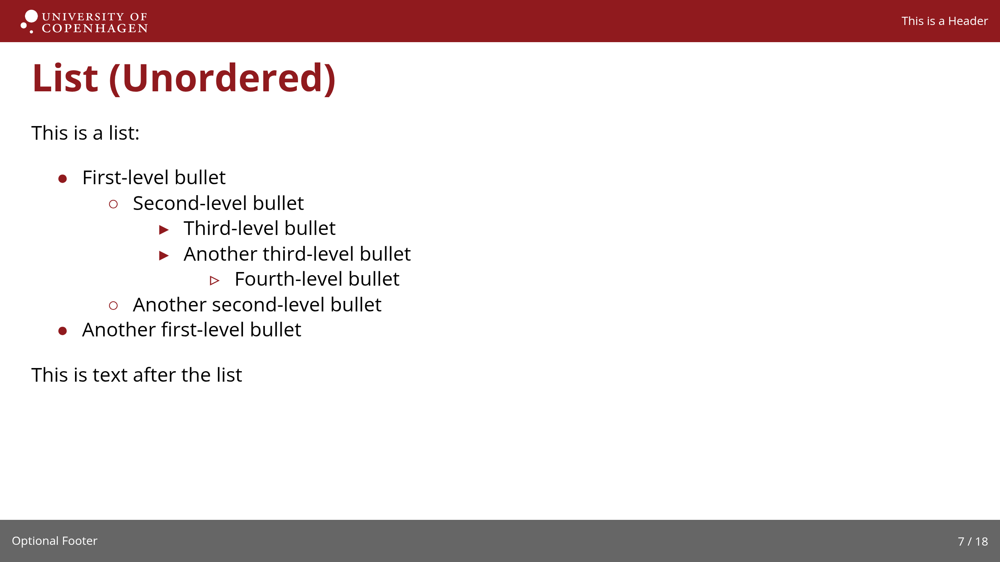 UNIVERSITY OF
COPENHAGEN
This is a Header
List (Unordered)
This is a list:
● First-level bullet
○ Second-level bullet
▶ Third-level bullet
▶ Another third-level bullet
▷ Fourth-level bullet
○ Another second-level bullet
● Another first-level bullet
This is text after the list
Optional Footer
7 / 18